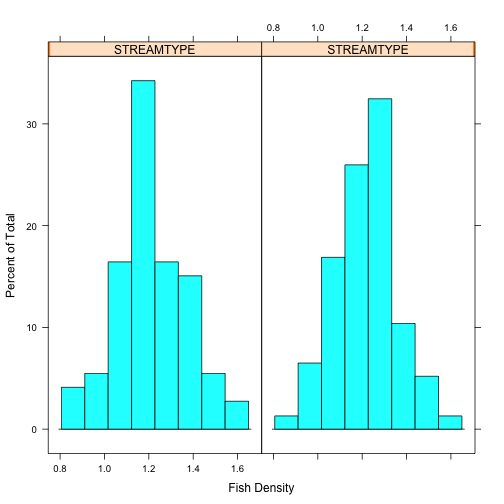 0.8 1.0 1.2 1.4 1.6
STREAMTYPE STREAMTYPE
30
20
10
0
Percent of Total
0.8 1.0 1.2 1.4 1.6
Fish Density